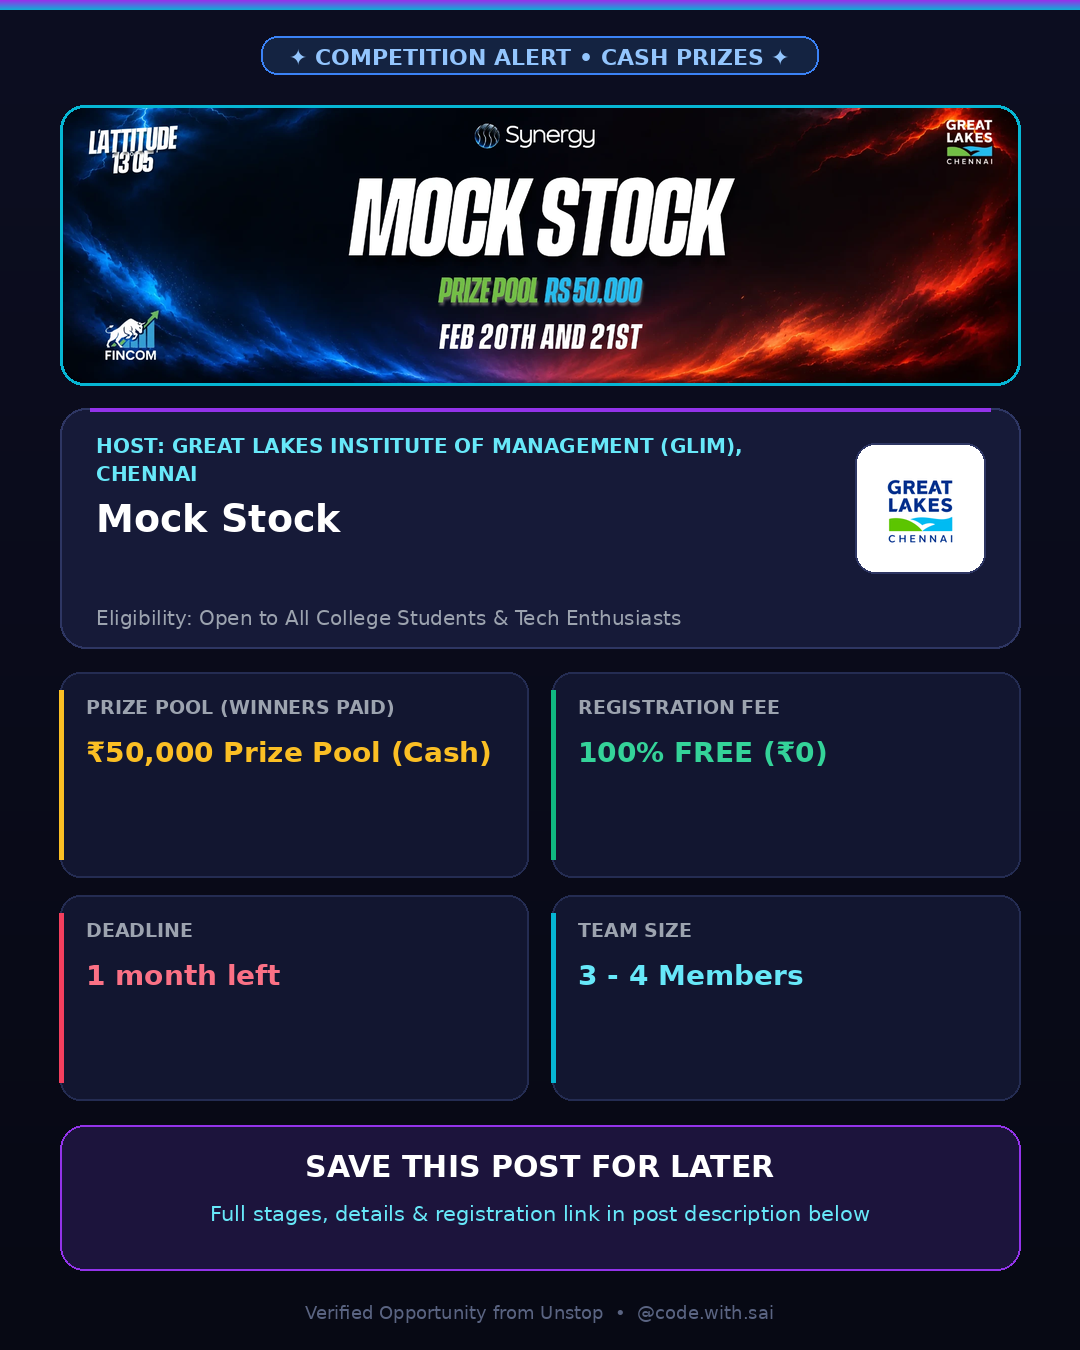 ✦ COMPETITION ALERT • CASH PRIZES ✦
L'ATTITUDE
13'05
Synergy
GREAT
LAKES
CHENNAI
MOCK STOCK
PRIZE POOL RS 50,000
FEB 20TH AND 21ST
FINCOM
HOST: GREAT LAKES INSTITUTE OF MANAGEMENT (GLIM),
CHENNAI
Mock Stock
GREAT
LAKES
CHENNAI
Eligibility: Open to All College Students & Tech Enthusiasts
PRIZE POOL (WINNERS PAID)
₹50,000 Prize Pool (Cash)
REGISTRATION FEE
100% FREE (₹0)
DEADLINE
1 month left
TEAM SIZE
3 - 4 Members
SAVE THIS POST FOR LATER
Full stages, details & registration link in post description below
Verified Opportunity from Unstop • @code.with.sai